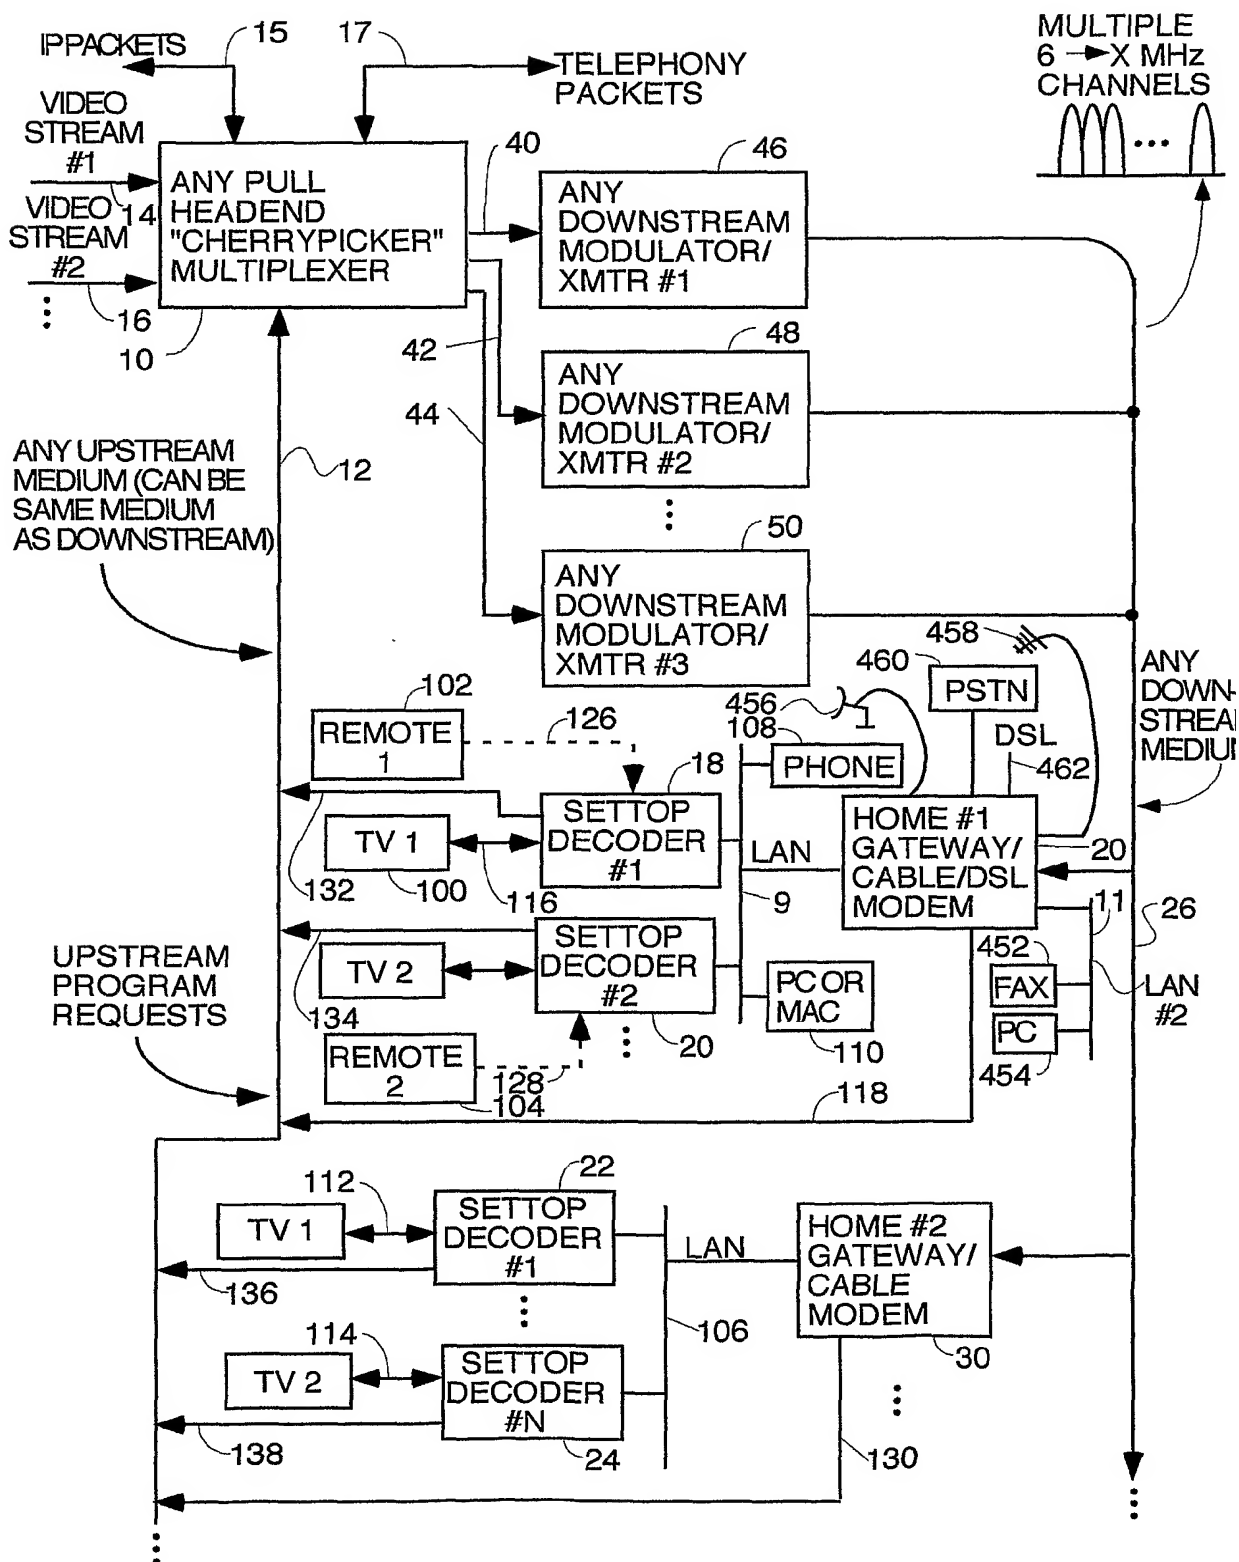 IP PACKETS
15
17
TELEPHONY
PACKETS
MULTIPLE
6 → X MHz
CHANNELS
VIDEO
STREAM
#1
14
VIDEO
STREAM
#2
16
10
ANY PULL
HEADEND
"CHERRYPICKER"
MULTIPLEXER
40
42
44
46
ANY
DOWNSTREAM
MODULATOR/
XMTR #1
48
ANY
DOWNSTREAM
MODULATOR/
XMTR #2
50
ANY
DOWNSTREAM
MODULATOR/
XMTR #3
ANY UPSTREAM
MEDIUM (CAN BE
SAME MEDIUM
AS DOWNSTREAM)
12
102
REMOTE
1
126
456
108
PHONE
460
PSTN
458
DSL
462
ANY
DOWN-
STREAM
MEDIUM
18
SETTOP
DECODER
#1
TV 1
132
116
100
LAN
9
HOME #1
GATEWAY/
CABLE/DSL
MODEM
20
11
26
UPSTREAM
PROGRAM
REQUESTS
TV 2
134
SETTOP
DECODER
#2
20
PC OR
MAC
110
452
FAX
PC
454
LAN
#2
REMOTE
2
104
128
118
22
112
TV 1
SETTOP
DECODER
#1
136
LAN
106
HOME #2
GATEWAY/
CABLE
MODEM
30
114
TV 2
SETTOP
DECODER
#N
138
24
130